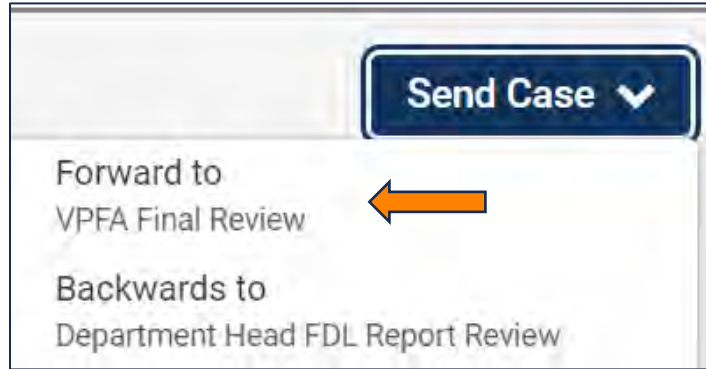 Send Case
Forward to
VPFA Final Review
Backwards to
Department Head FDL Report Review